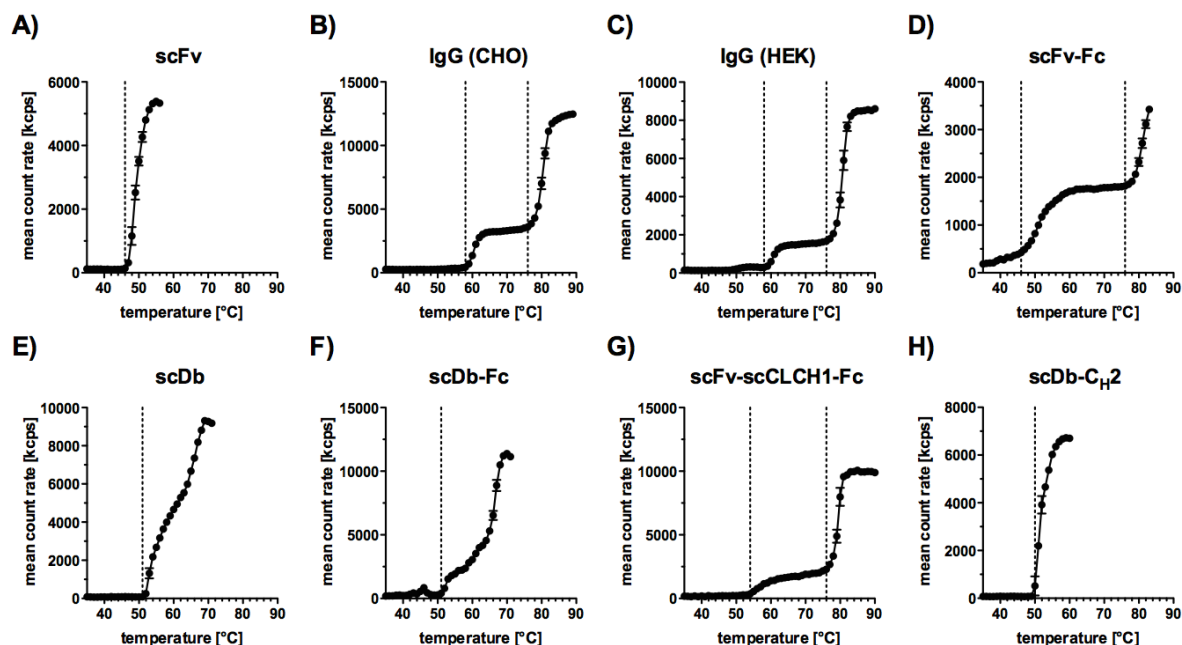 A)
scFv
mean count rate [kcps]
6000
4000
2000
0
40 50 60 70 80 90
temperature [°C]
B)
IgG (CHO)
mean count rate [kcps]
15000
10000
5000
0
40 50 60 70 80 90
temperature [°C]
C)
IgG (HEK)
mean count rate [kcps]
10000
8000
6000
4000
2000
0
40 50 60 70 80 90
temperature [°C]
D)
scFv-Fc
mean count rate [kcps]
4000
3000
2000
1000
0
40 50 60 70 80 90
temperature [°C]
E)
scDb
mean count rate [kcps]
10000
8000
6000
4000
2000
0
40 50 60 70 80 90
temperature [°C]
F)
scDb-Fc
mean count rate [kcps]
15000
10000
5000
0
40 50 60 70 80 90
temperature [°C]
G)
scFv-scCLCH1-Fc
mean count rate [kcps]
15000
10000
5000
0
40 50 60 70 80 90
temperature [°C]
H)
scDb-CH2
mean count rate [kcps]
8000
6000
4000
2000
0
40 50 60 70 80 90
temperature [°C]